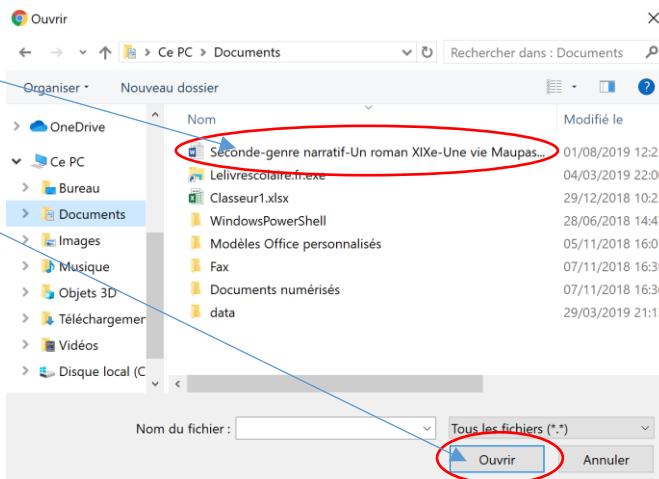 Ouvrir
Ce PC > Documents
Rechercher dans : Documents
Organiser
Nouveau dossier
Nom
Modifié le
OneDrive
Ce PC
Bureau
Documents
Images
Musique
Objets 3D
Téléchargemer
Vidéos
Disque local (C
Seconde-genre narratif-Un roman XIXe-Une vie Maupas... 01/08/2019 12:2
Lelivrescolaire.fr.exe 04/03/2019 22:0
Classeur1.xlsx 29/12/2018 10:2
WindowsPowerShell 28/06/2018 14:4
Modèles Office personnalisés 05/11/2018 16:0
Fax 07/11/2018 16:3
Documents numérisés 07/11/2018 16:3
data 29/03/2019 21:1
Nom du fichier :
Tous les fichiers (*.*)
Ouvrir
Annuler